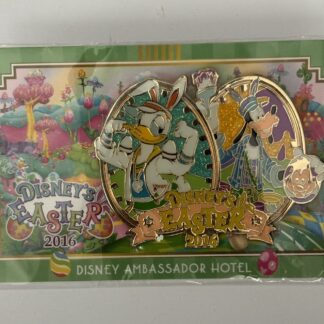 DISNEY'S
EASTER
2016
DISNEY'S
EASTER
2016
DISNEY AMBASSADOR HOTEL